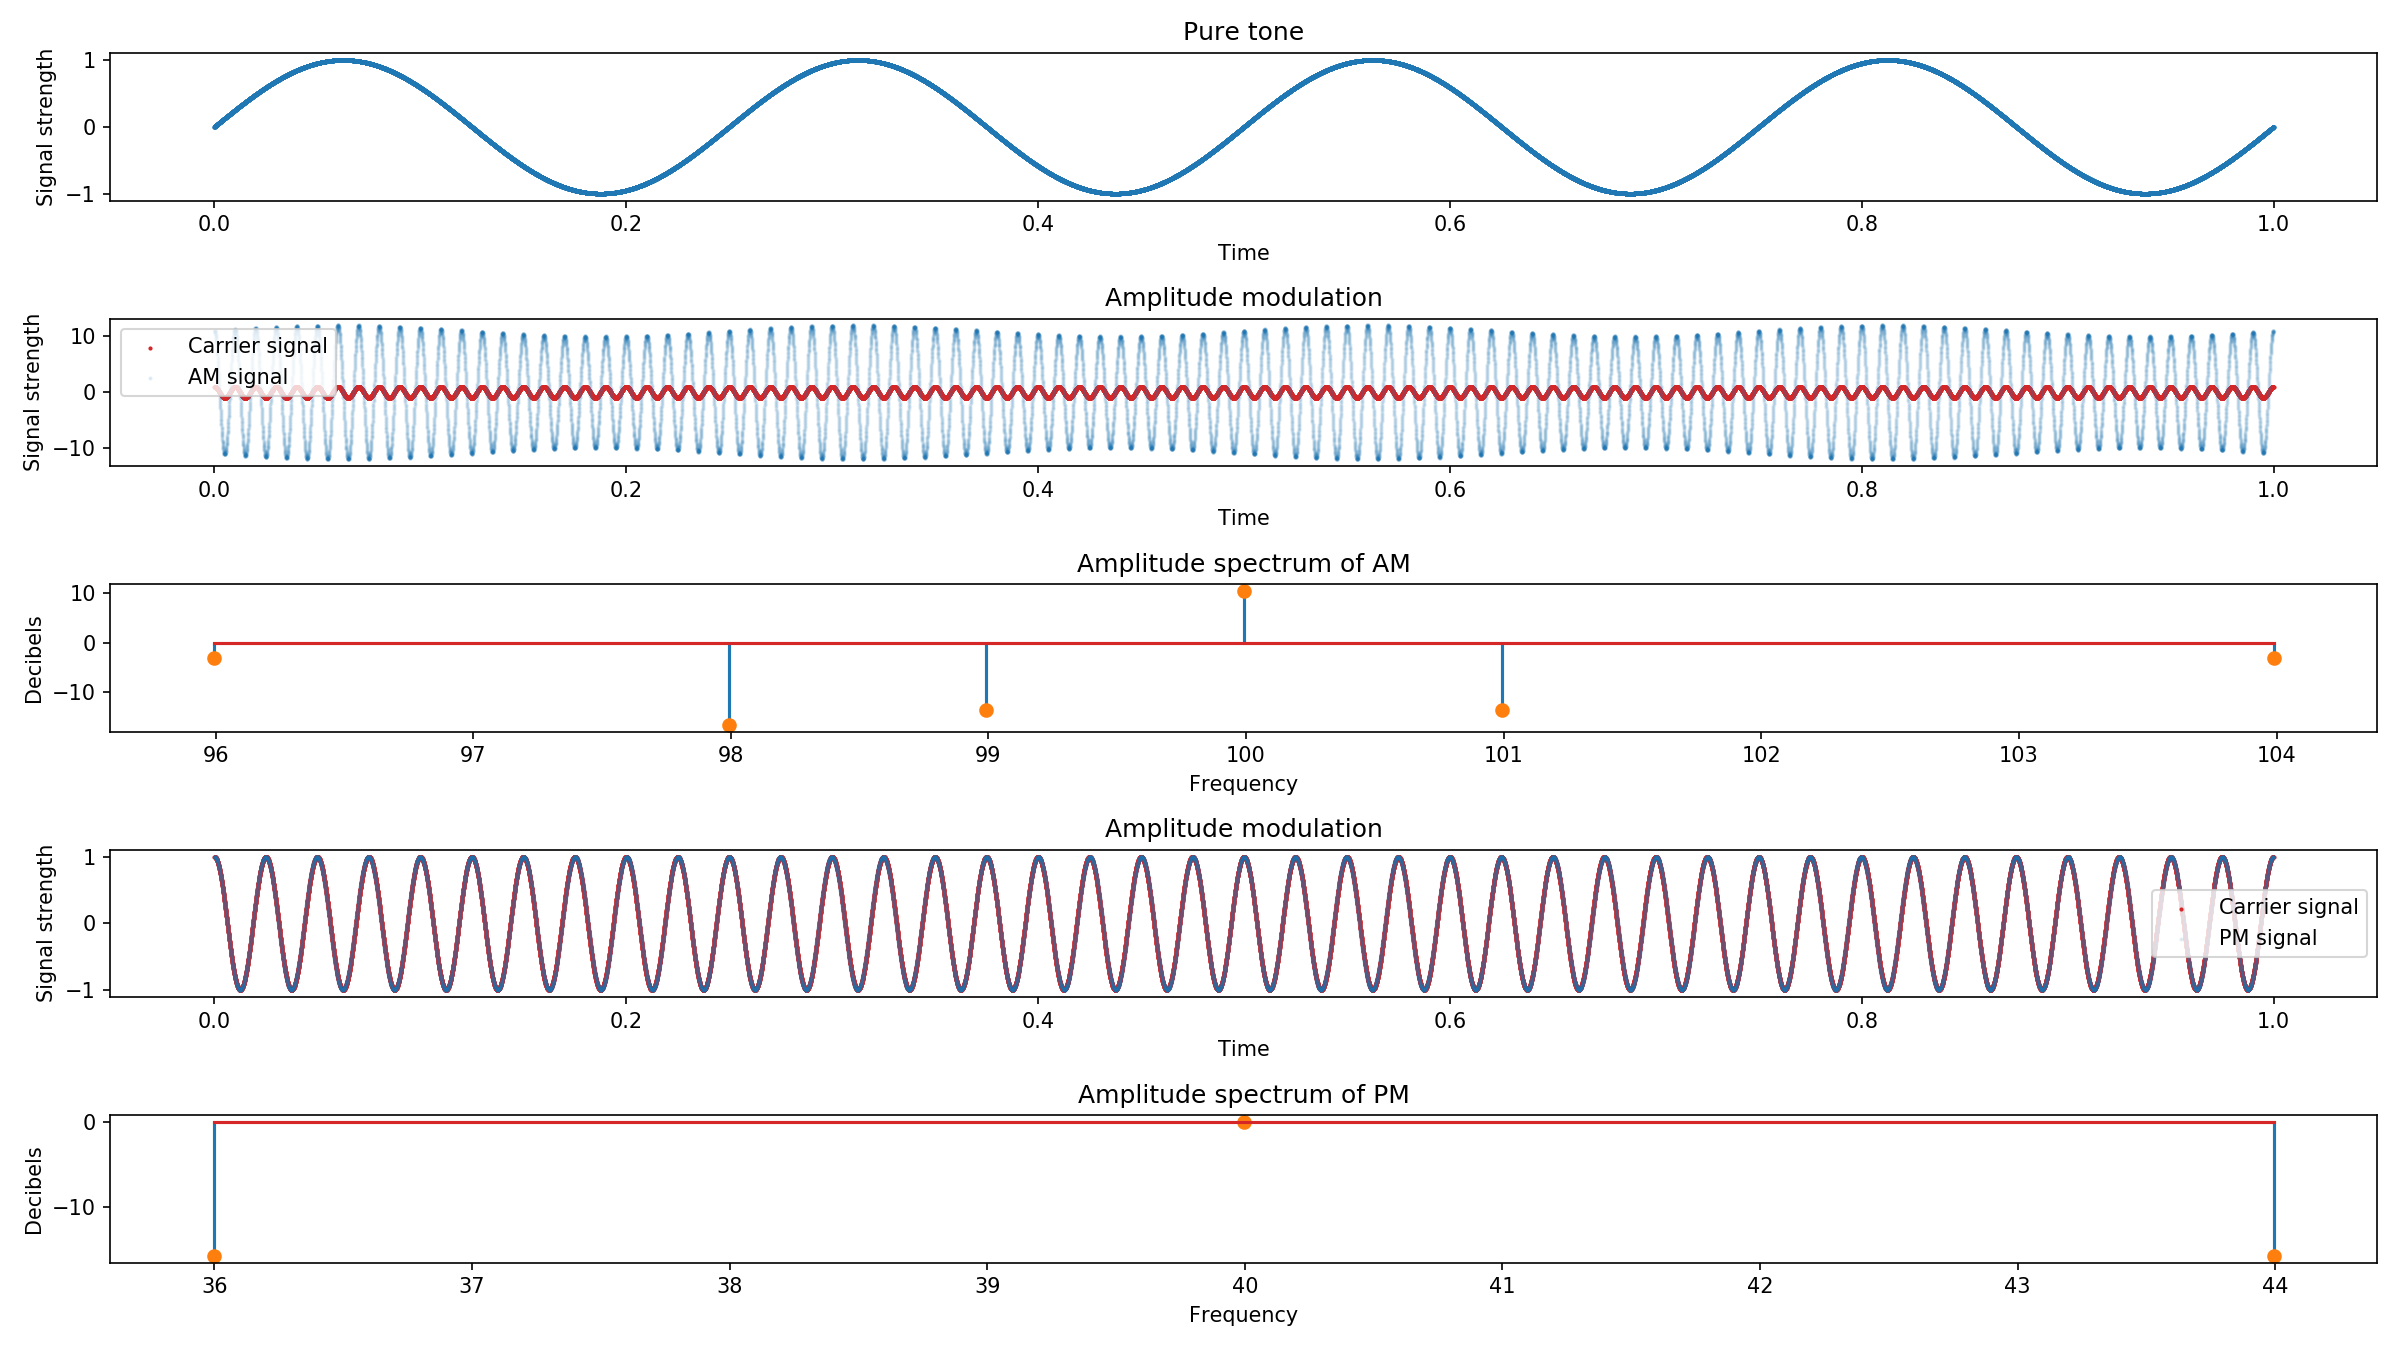 Pure tone
Signal strength
1
0
−1
0.0 0.2 0.4 0.6 0.8 1.0
Time
Amplitude modulation
Signal strength
10
0
−10
Carrier signal
AM signal
0.0 0.2 0.4 0.6 0.8 1.0
Time
Amplitude spectrum of AM
Decibels
10
0
−10
96 97 98 99 100 101 102 103 104
Frequency
Amplitude modulation
Signal strength
1
0
−1
Carrier signal
PM signal
0.0 0.2 0.4 0.6 0.8 1.0
Time
Amplitude spectrum of PM
Decibels
0
−10
36 37 38 39 40 41 42 43 44
Frequency